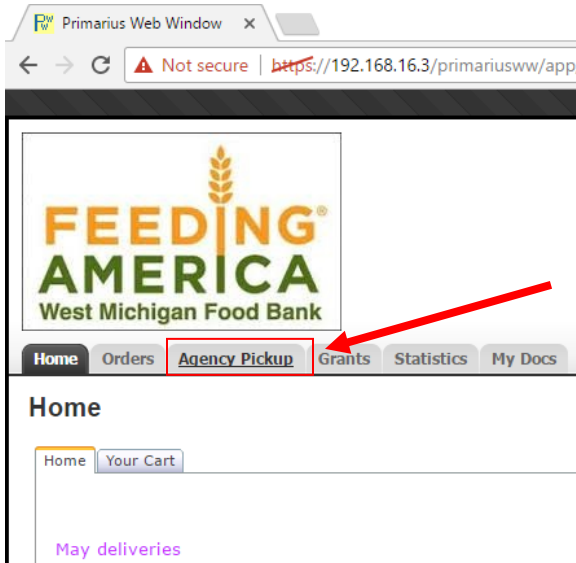 Primarius Web Window
Not secure | https://192.168.16.3/primariusww/app
FEEDING®
AMERICA
West Michigan Food Bank
Home Orders Agency Pickup Grants Statistics My Docs
Home
Home Your Cart
May deliveries